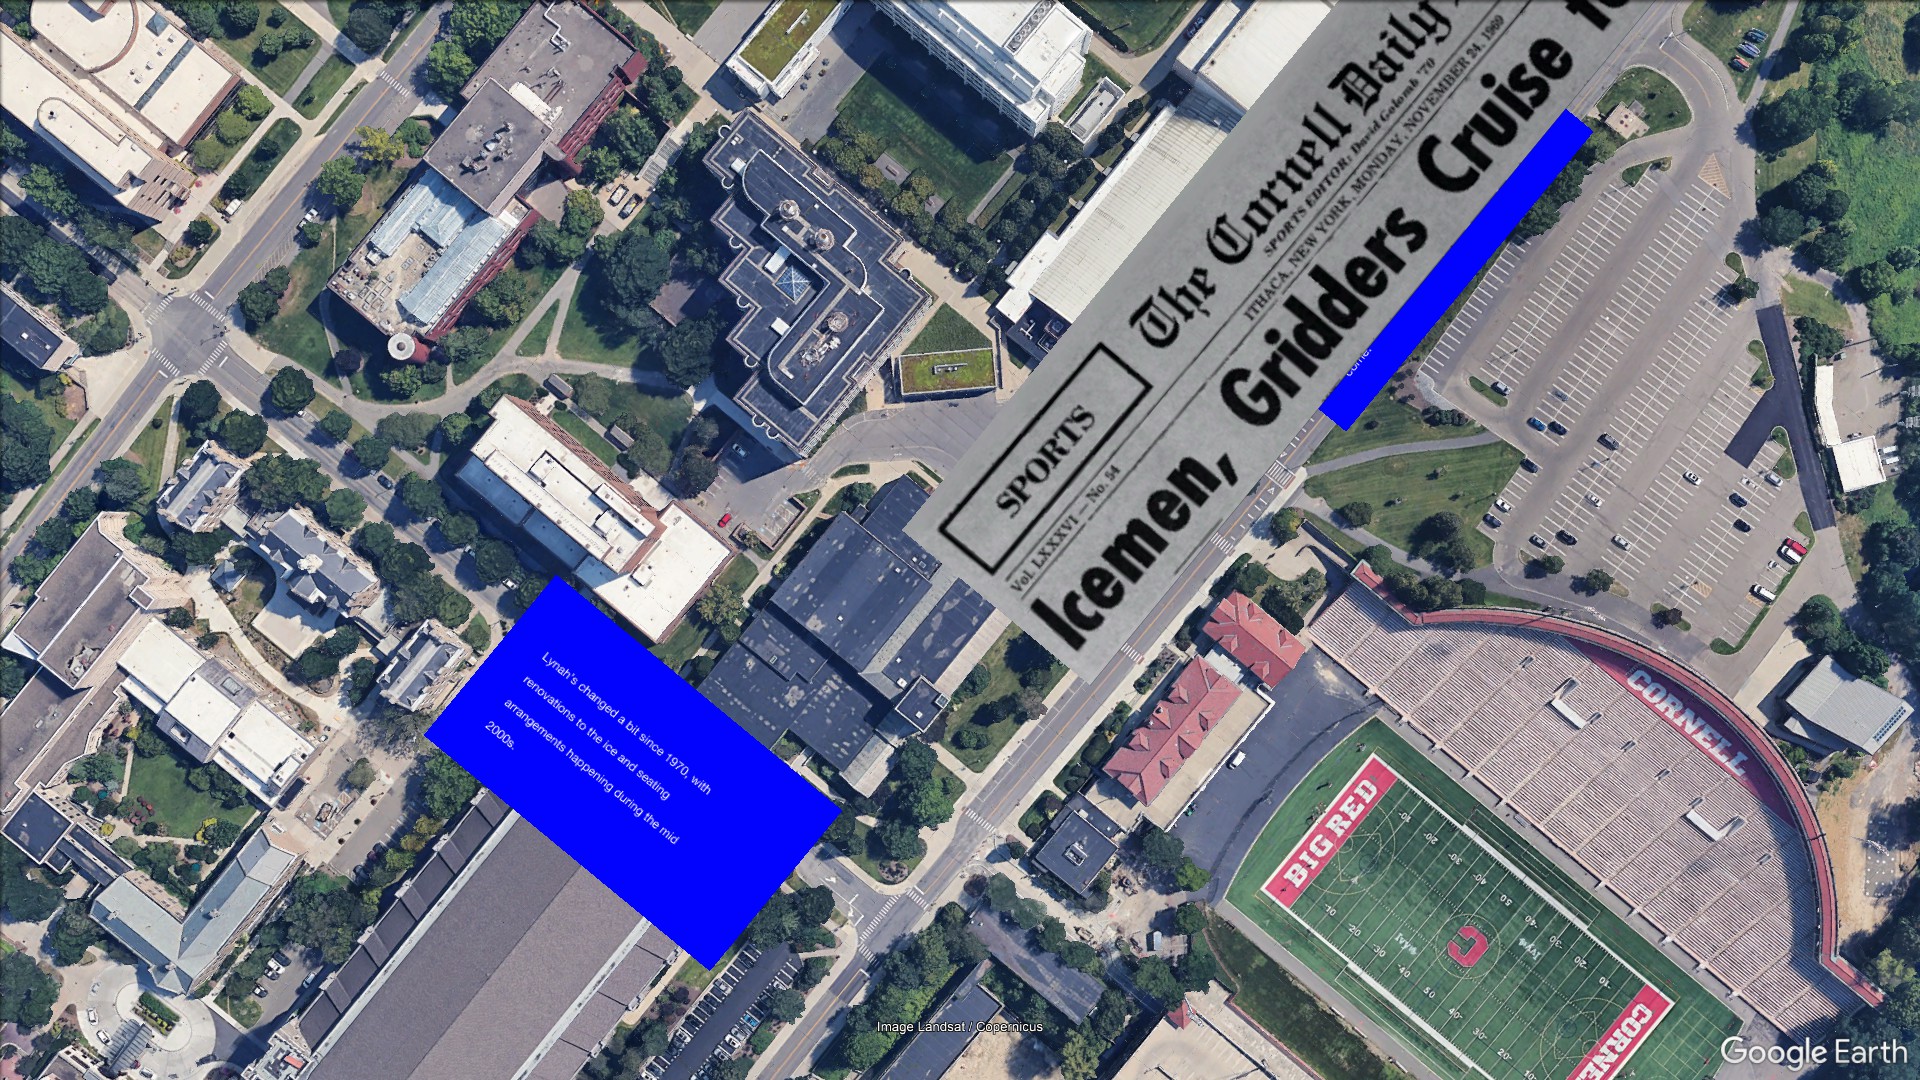 The Cornell Daily
SPORTS
SPORTS EDITOR: David Golomb '70
Vol. LXXXVI — No. 54
ITHACA, NEW YORK, MONDAY, NOVEMBER 24, 1969
Icemen, Gridders Cruise to
Lynah's changed a bit since 1970, with
renovations to the ice and seating
arrangements happening during the mid
2000s.
CORNELL
BIG RED
C
Ivy
Image Landsat / Copernicus
Google Earth